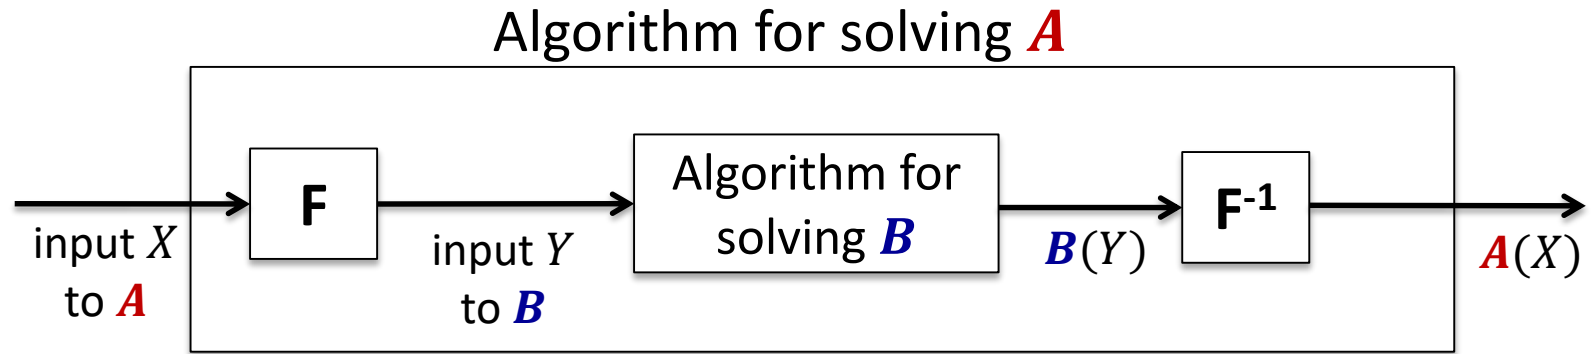 Algorithm for solving A
F
Algorithm for
solving B
F-1
input X
to A
input Y
to B
B(Y)
A(X)